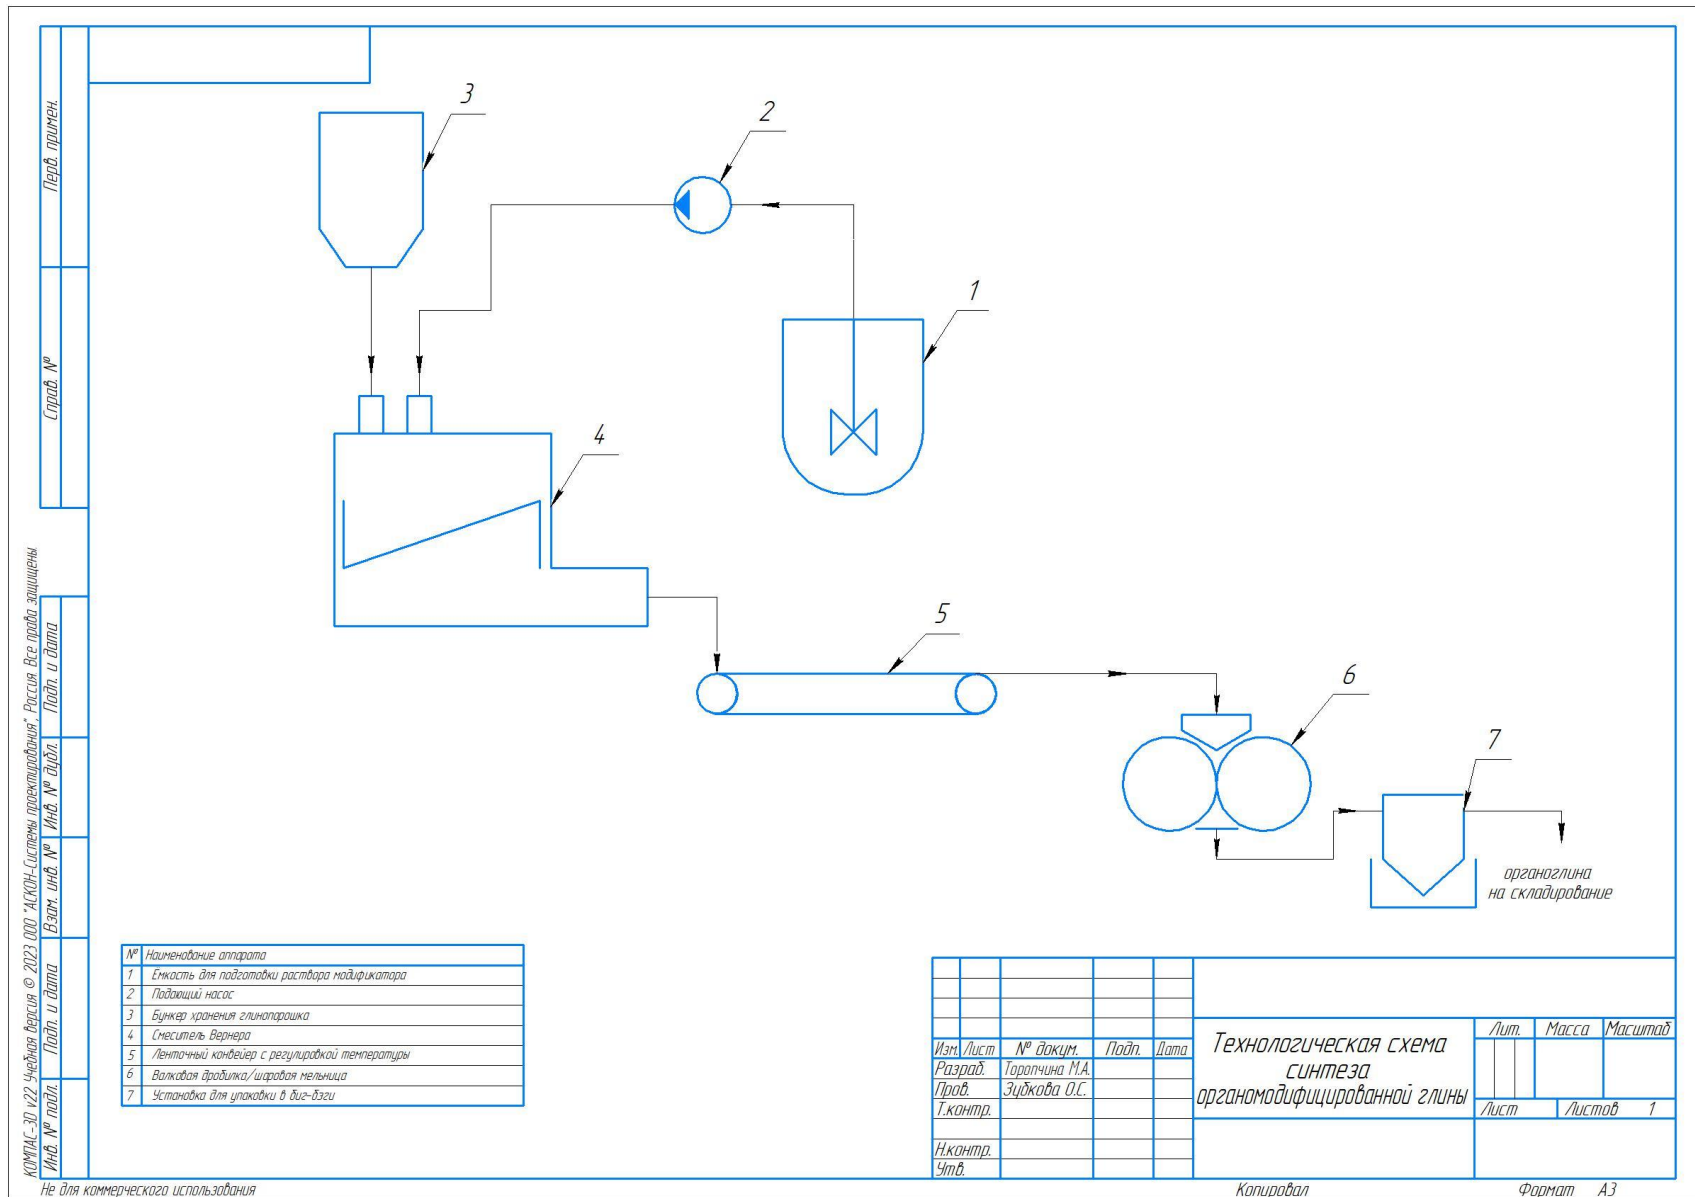 3
2
1
4
5
6
7
органоглина
на складирование
№ Наименование аппарата
1 Емкость для подготовки раствора модификатора
2 Подающий насос
3 Бункер хранения глинопорошка
4 Смеситель Вернера
5 Ленточный конвейер с регулировкой температуры
6 Валковая дробилка/шаровая мельница
7 Установка для упаковки в биг-бэги
Изм. Лист № докум. Подп. Дата
Разраб. Торопчина М.А.
Пров. Зубкова О.С.
Т.контр.
Н.контр.
Утв.
Технологическая схема
синтеза
органомодифицированной глины
Лит. Масса Масштаб
Лист Листов 1
Перв. примен.
Справ. №
Подп. и дата
Инв. № дубл.
Взам. инв. №
Подп. и дата
Инв. № подл.
КОМПАС-3D v22 Учебная версия © 2023 ООО "АСКОН-Системы проектирования", Россия. Все права защищены.
Не для коммерческого использования
Копировал
Формат А3